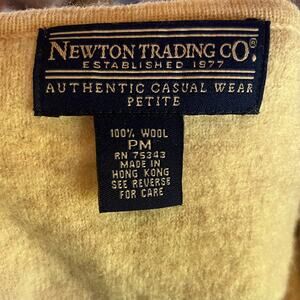 NEWTON TRADING CO.®
ESTABLISHED 1977
AUTHENTIC CASUAL WEAR
PETITE
100% WOOL
PM
RN 75343
MADE IN
HONG KONG
SEE REVERSE
FOR CARE